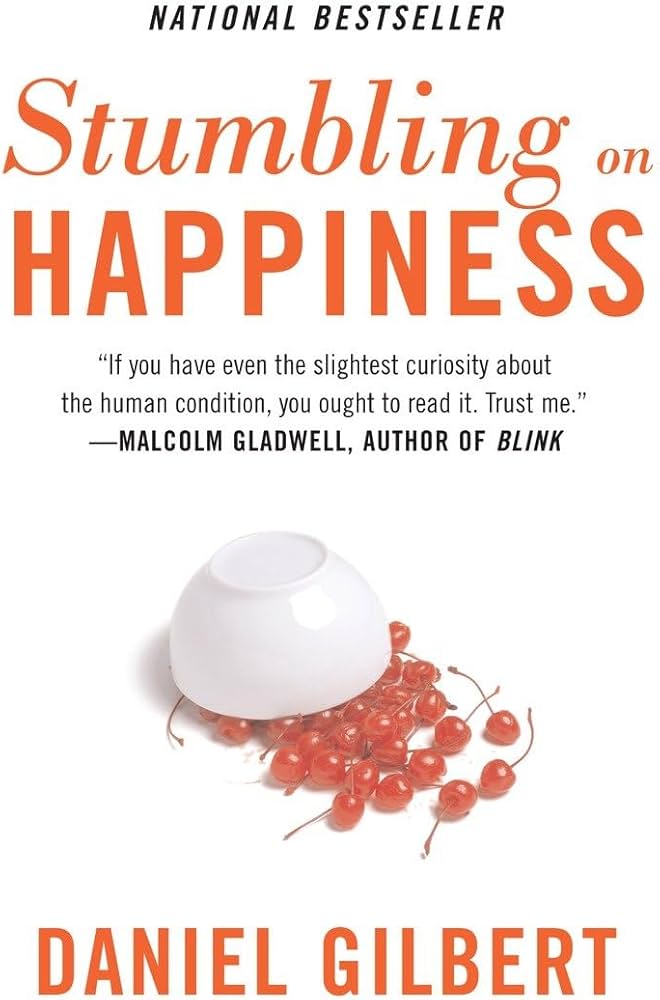 NATIONAL BESTSELLER
Stumbling on
HAPPINESS
“If you have even the slightest curiosity about
the human condition, you ought to read it. Trust me.”
—MALCOLM GLADWELL, AUTHOR OF BLINK
DANIEL GILBERT